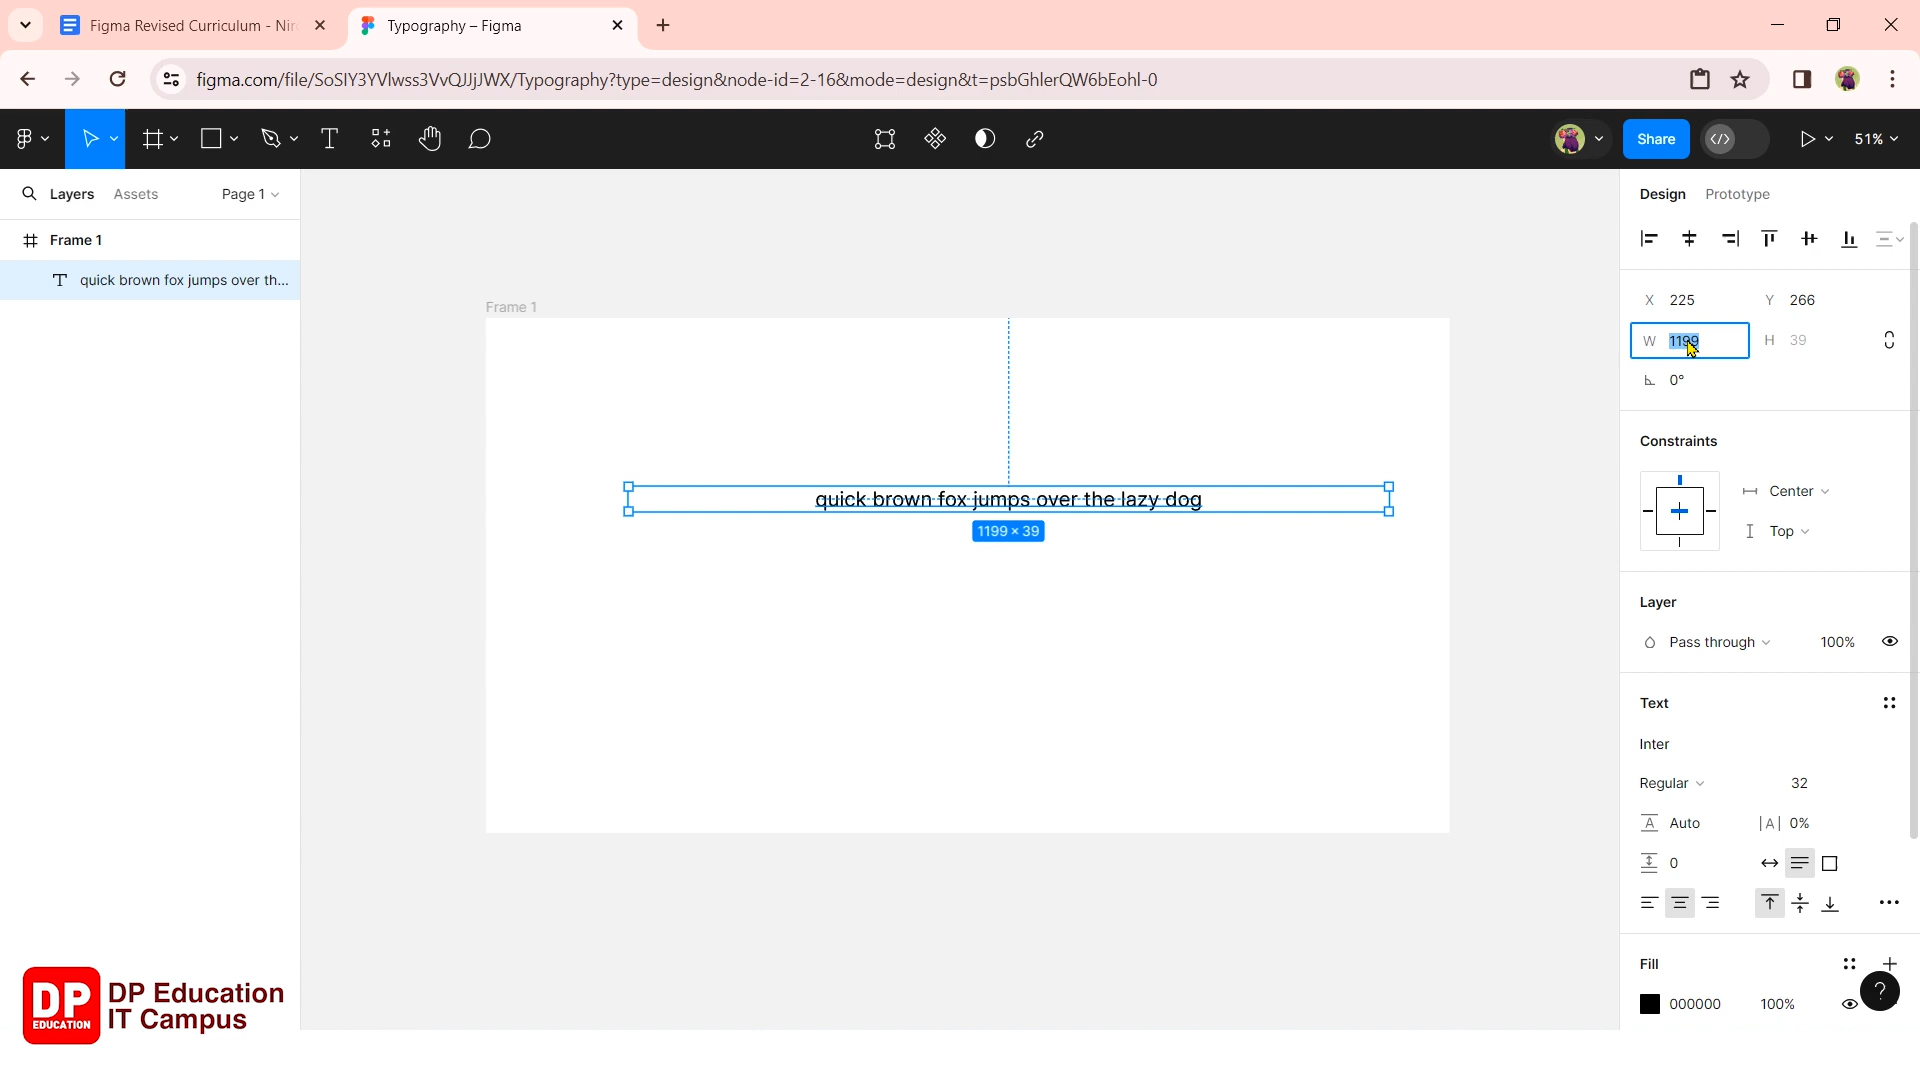 Figma Revised Curriculum - Nir
Typography – Figma
figma.com/file/SoSIY3YVlwss3VvQJJjJWX/Typography?type=design&node-id=2-16&mode=design&t=psbGhlerQW6bEohI-0
Share
51%
Layers
Assets
Page 1
Design
Prototype
Frame 1
quick brown fox jumps over th...
X 225
Y 266
W 1199
H 39
0°
Frame 1
quick brown fox jumps over the lazy dog
1199 × 39
Constraints
Center
Top
Layer
Pass through
100%
Text
Inter
Regular
32
A Auto
|A| 0%
0
Fill
000000
100%
?
DP
EDUCATION
DP Education
IT Campus